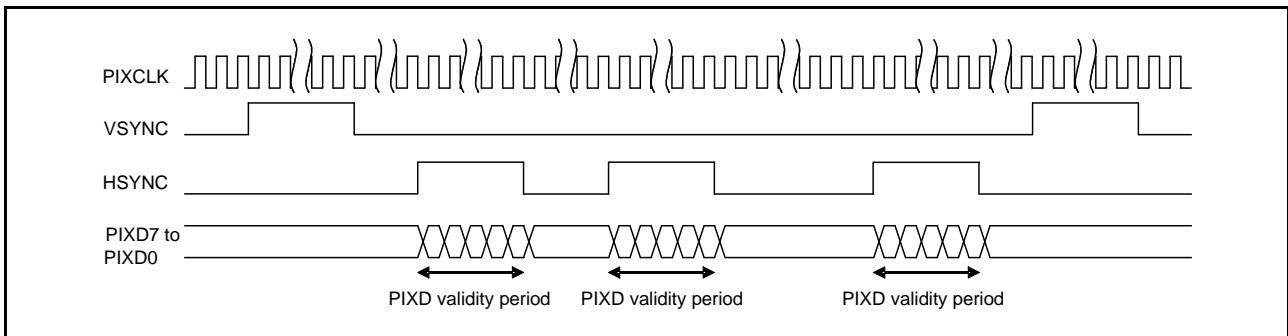 PIXCLK
VSYNC
HSYNC
PIXD7 to
PIXD0
PIXD validity period
PIXD validity period
PIXD validity period